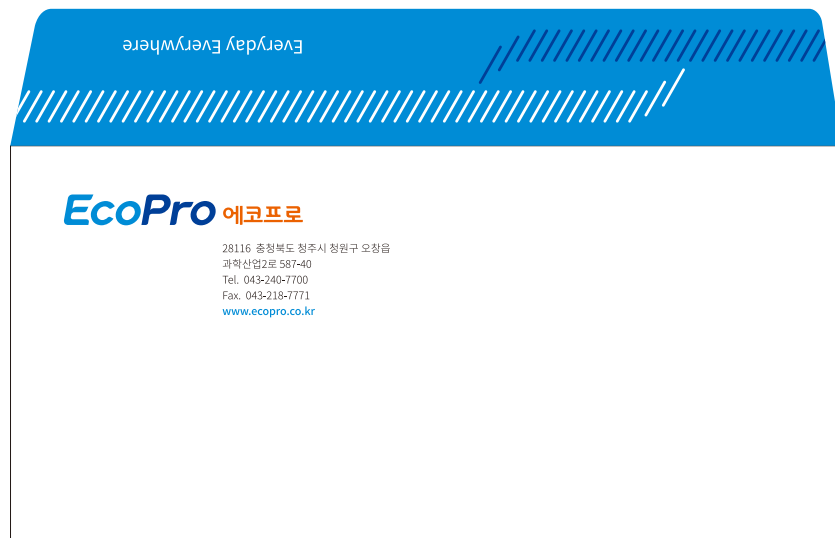 Everyday Everywhere
EcoPro 에코프로
28116 충청북도 청주시 청원구 오창읍
과학산업2로 587-40
Tel. 043-240-7700
Fax. 043-218-7771
www.ecopro.co.kr